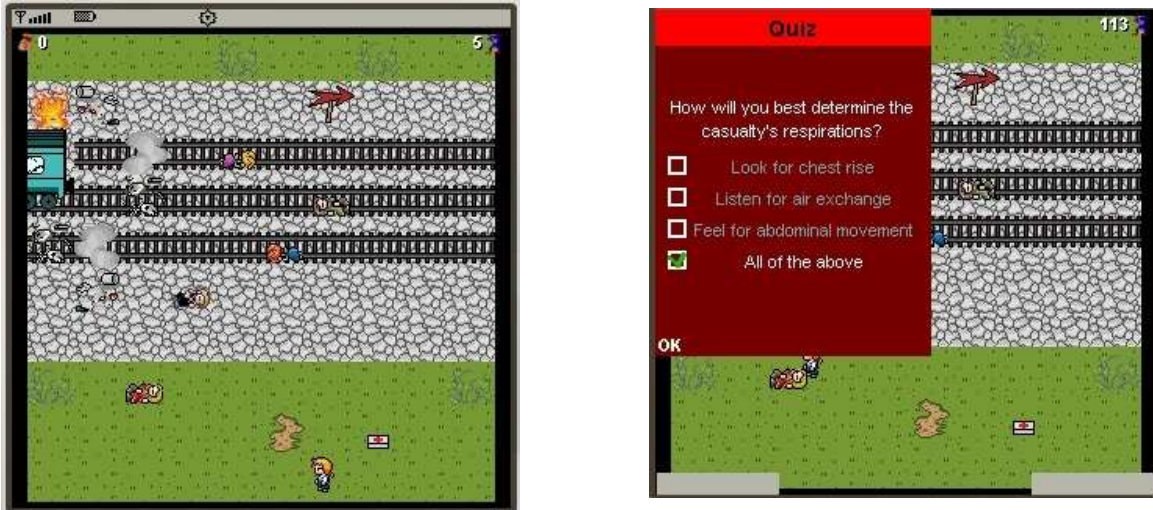 0
5
Quiz
113
How will you best determine the
casualty's respirations?
Look for chest rise
Listen for air exchange
Feel for abdominal movement
All of the above
OK